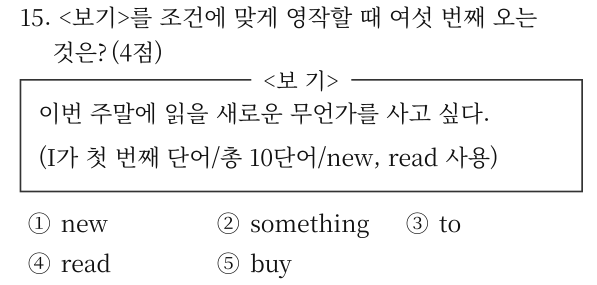 15. <보기>를 조건에 맞게 영작할 때 여섯 번째 오는
것은? (4점)
<보 기>
이번 주말에 읽을 새로운 무언가를 사고 싶다.
(I가 첫 번째 단어/총 10단어/new, read 사용)
① new ② something ③ to
④ read ⑤ buy